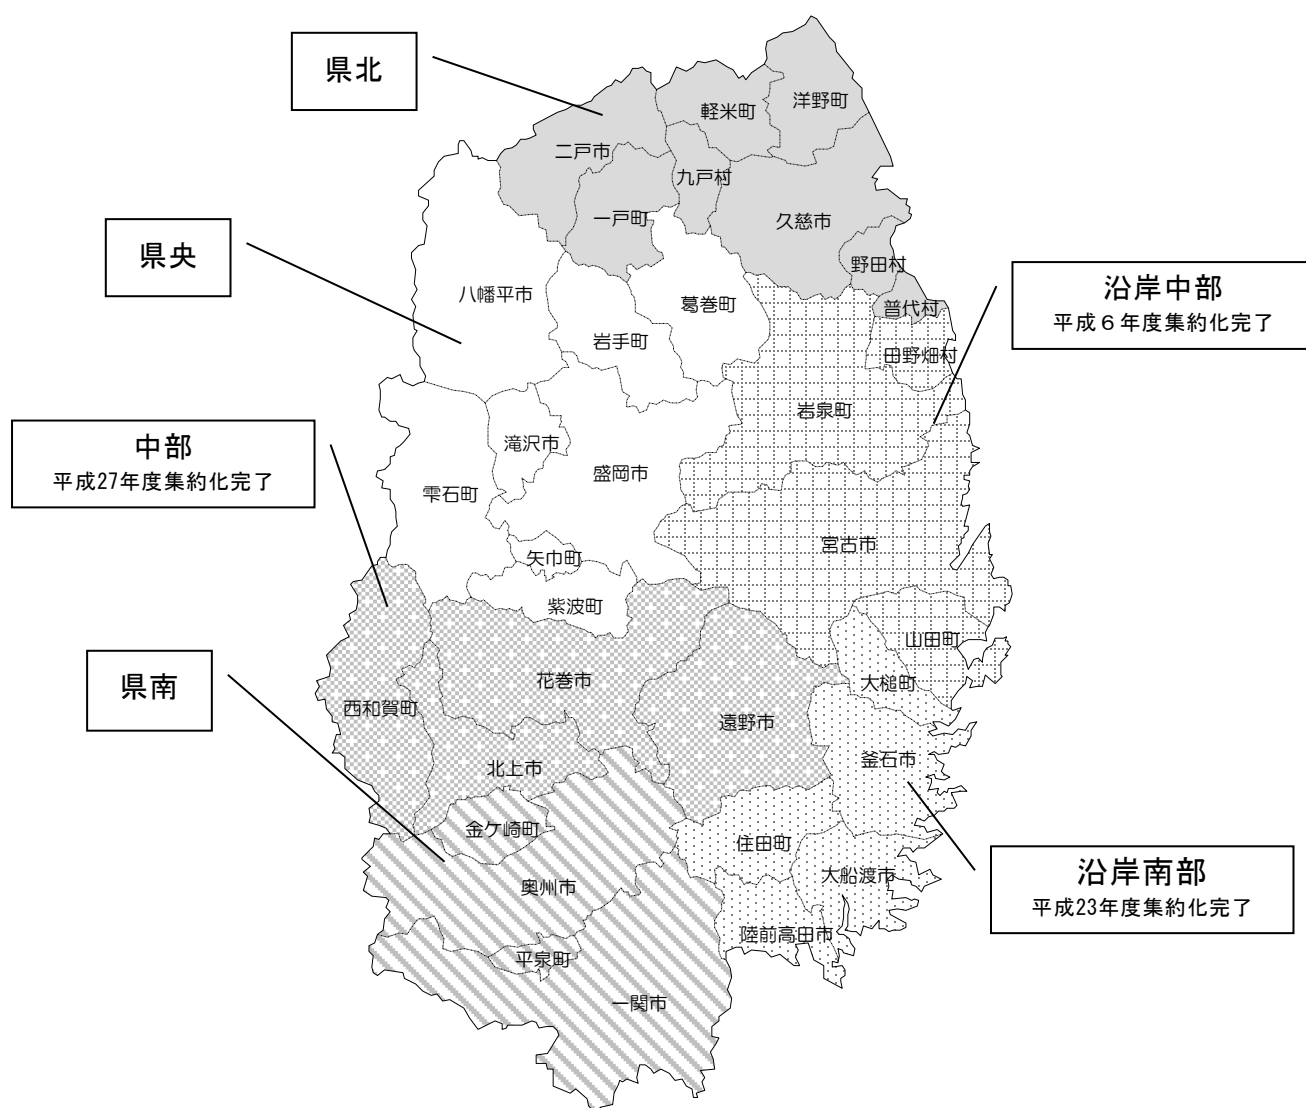 県北
洋野町
軽米町
二戸市
九戸村
一戸町
久慈市
県央
野田村
沿岸中部
平成６年度集約化完了
八幡平市
葛巻町
普代村
岩手町
田野畑村
岩泉町
中部
平成27年度集約化完了
滝沢市
盛岡市
雫石町
宮古市
矢巾町
紫波町
山田町
県南
花巻市
大槌町
西和賀町
遠野市
釜石市
北上市
金ケ崎町
住田町
沿岸南部
平成23年度集約化完了
大船渡市
奥州市
陸前高田市
平泉町
一関市